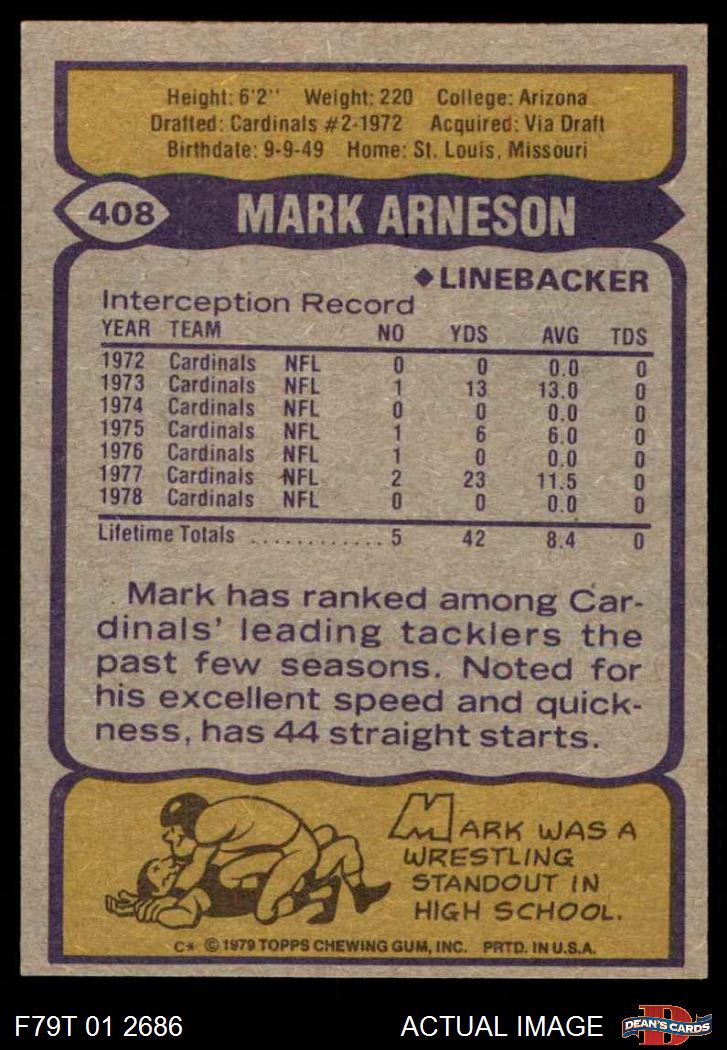 Height: 6'2" Weight: 220 College: Arizona
Drafted: Cardinals #2-1972 Acquired: Via Draft
Birthdate: 9-9-49 Home: St. Louis, Missouri
408 MARK ARNESON
◆LINEBACKER
Interception Record
YEAR TEAM NO YDS AVG TDS
1972 Cardinals NFL 0 0 0.0 0
1973 Cardinals NFL 1 13 13.0 0
1974 Cardinals NFL 0 0 0.0 0
1975 Cardinals NFL 1 6 6.0 0
1976 Cardinals NFL 1 0 0.0 0
1977 Cardinals NFL 2 23 11.5 0
1978 Cardinals NFL 0 0 0.0 0
Lifetime Totals ............ 5 42 8.4 0
Mark has ranked among Car-
dinals' leading tacklers the
past few seasons. Noted for
his excellent speed and quick-
ness, has 44 straight starts.
MARK WAS A
WRESTLING
STANDOUT IN
HIGH SCHOOL.
C* © 1979 TOPPS CHEWING GUM, INC. PRTD. IN U.S.A.
F79T 01 2686 ACTUAL IMAGE D DEAN'S CARDS